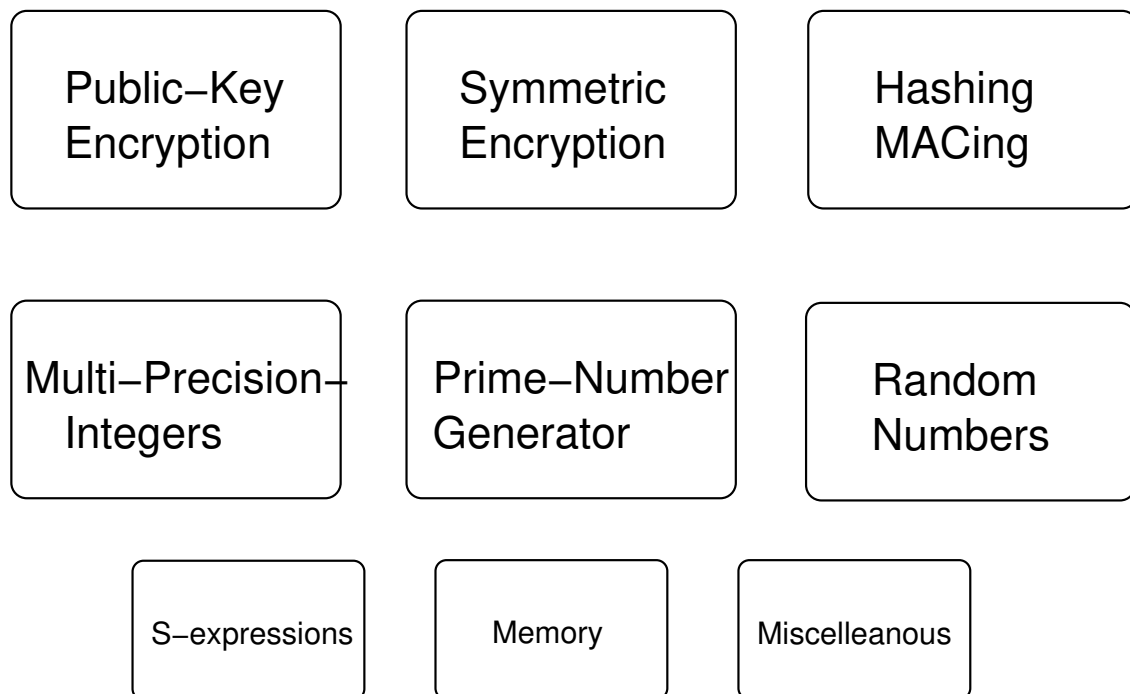 Public−Key
Encryption
Symmetric
Encryption
Hashing
MACing
Multi−Precision−
Integers
Prime−Number
Generator
Random
Numbers
S−expressions
Memory
Miscelleanous